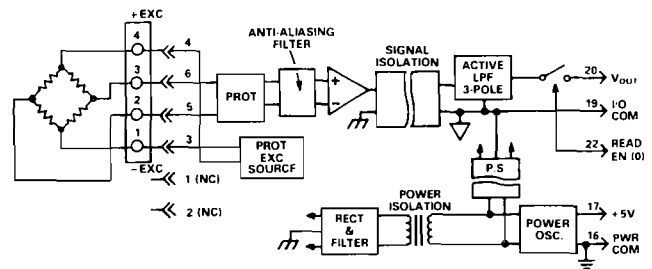 +EXC
4
3
2
1
−EXC
4
6
5
3
1 (NC)
2 (NC)
PROT
PROT
EXC
SOURCF
ANTI-ALIASING
FILTER
+
−
SIGNAL
ISOLATION
ACTIVE
LPF
3-POLE
20
VOUT
19
I/O
COM
22
READ
EN (0)
P.S
POWER
ISOLATION
RECT
&
FILTER
POWER
OSC.
17
+5V
16
PWR
COM